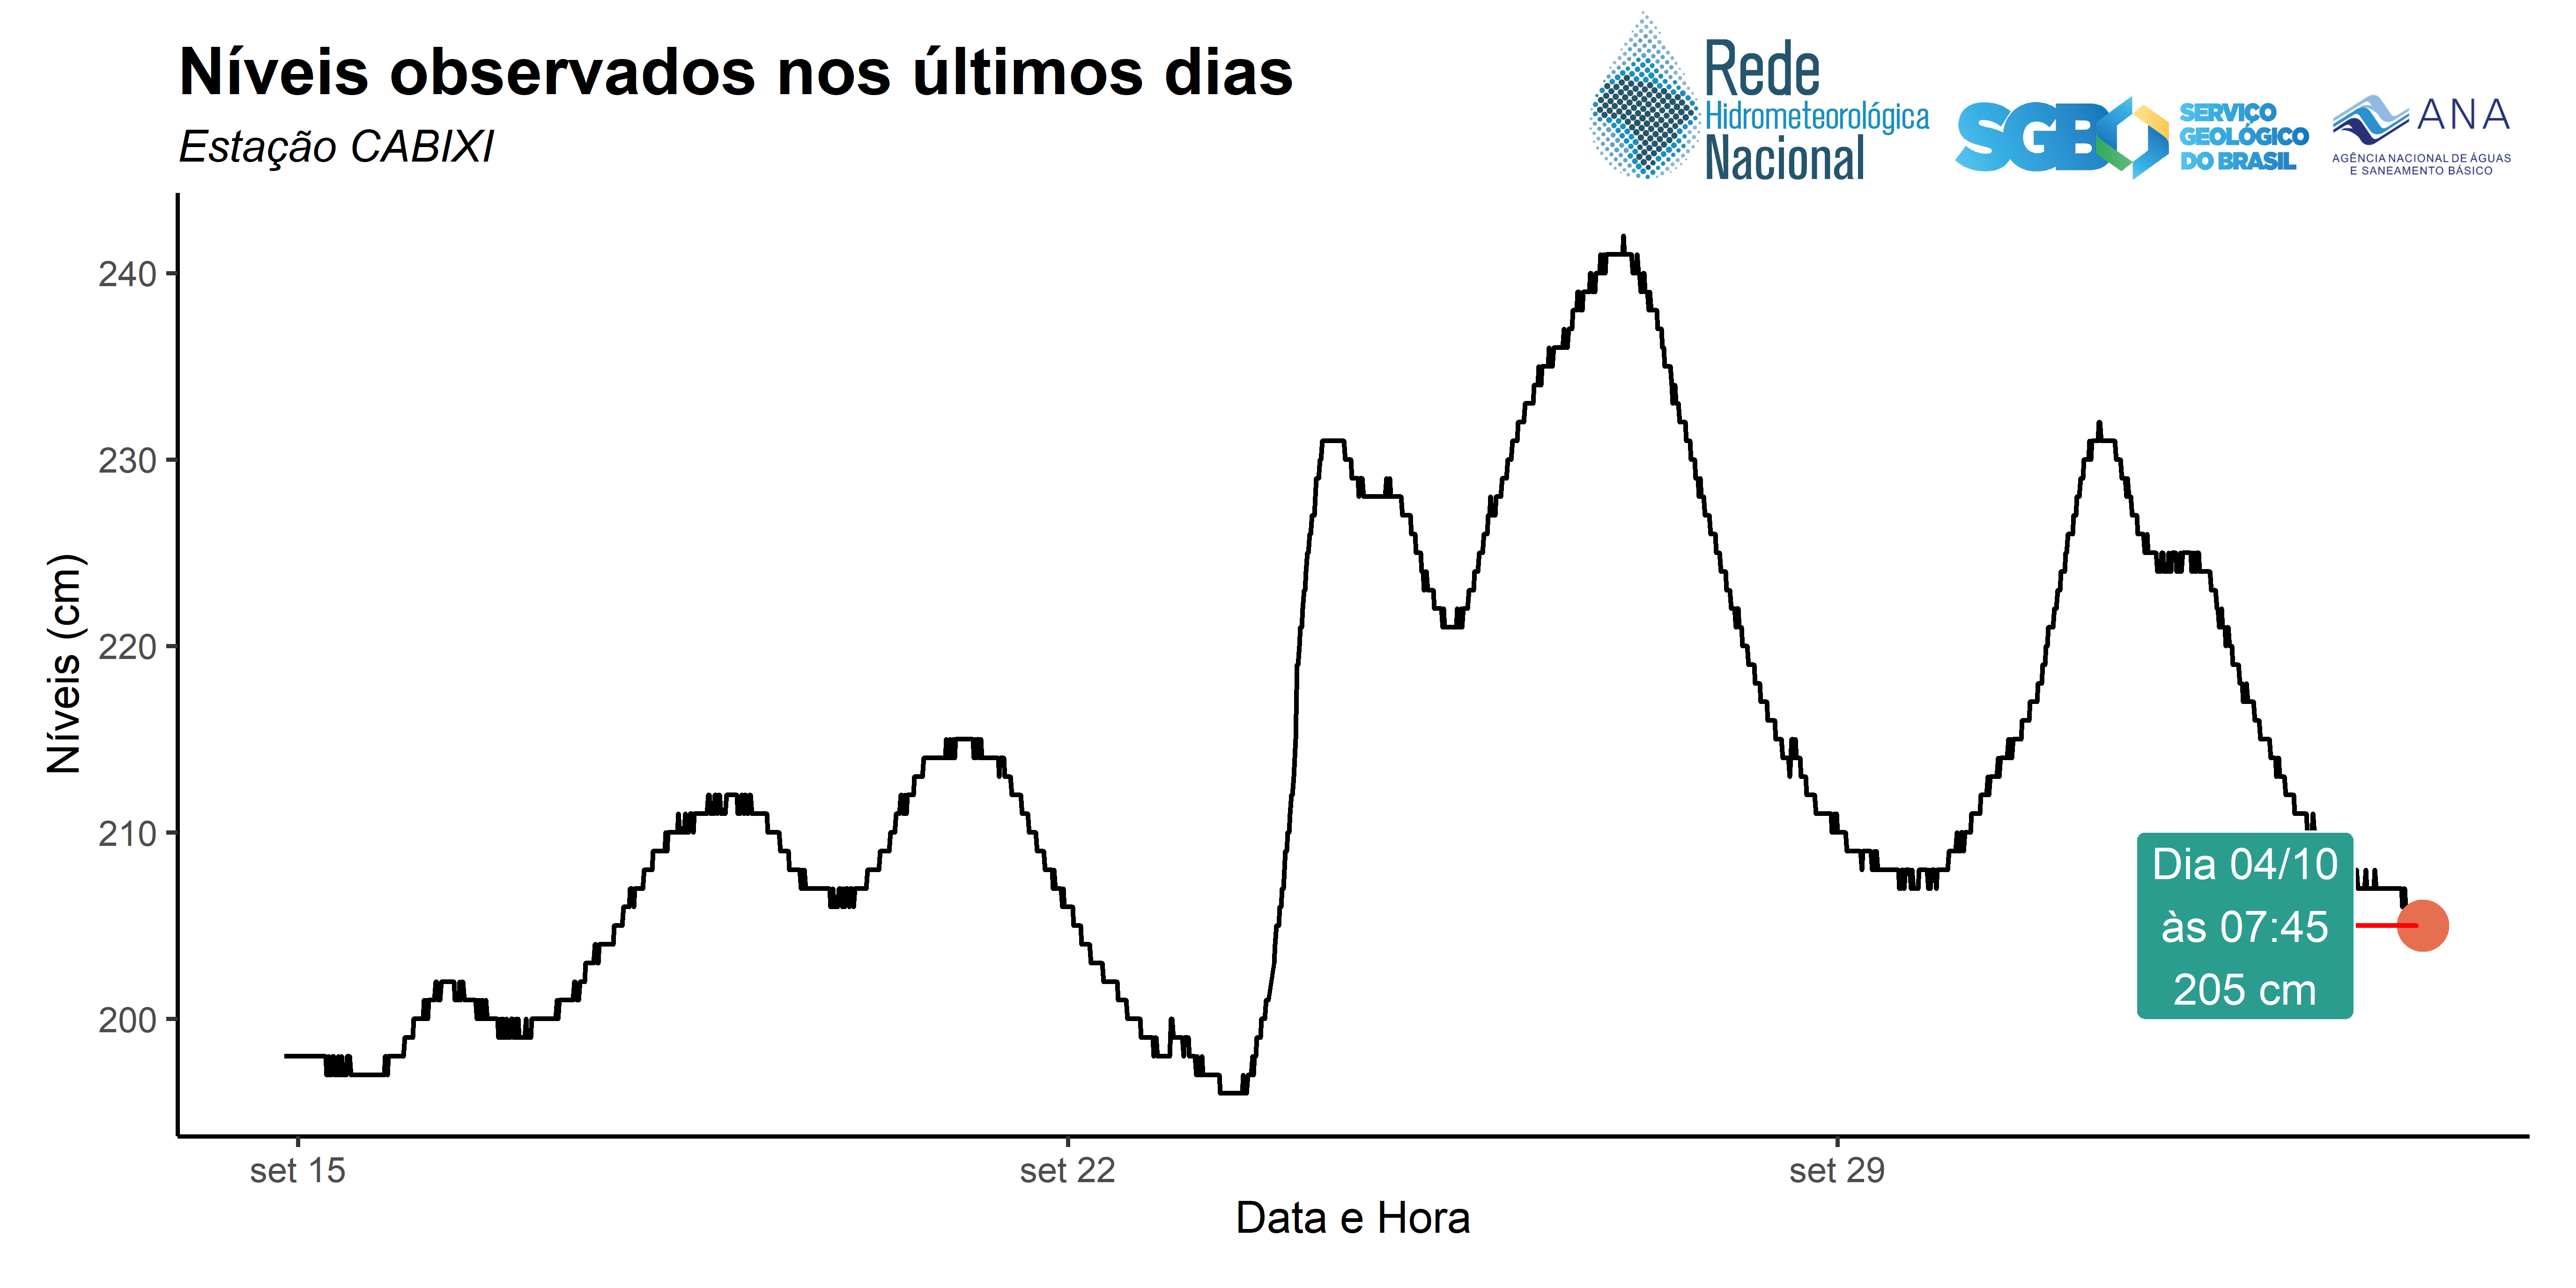 Níveis observados nos últimos dias
Estação CABIXI
Rede
Hidrometeorológica
Nacional
SGB
SERVIÇO
GEOLÓGICO
DO BRASIL
ANA
AGÊNCIA NACIONAL DE ÁGUAS
E SANEAMENTO BÁSICO
Níveis (cm)
240
230
220
210
200
Dia 04/10
às 07:45
205 cm
set 15
set 22
set 29
Data e Hora